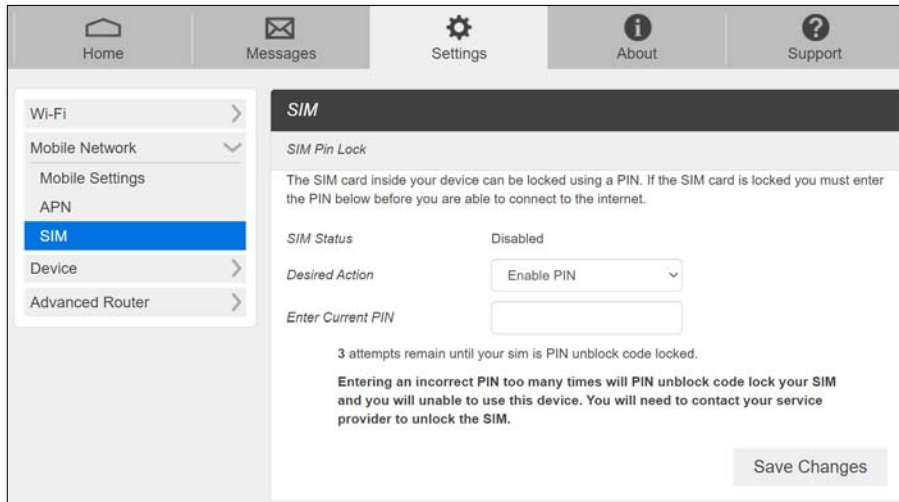 Home
Messages
Settings
About
Support
Wi-Fi
Mobile Network
Mobile Settings
APN
SIM
Device
Advanced Router
SIM
SIM Pin Lock
The SIM card inside your device can be locked using a PIN. If the SIM card is locked you must enter
the PIN below before you are able to connect to the internet.
SIM Status Disabled
Desired Action Enable PIN
Enter Current PIN
3 attempts remain until your sim is PIN unblock code locked.
Entering an incorrect PIN too many times will PIN unblock code lock your SIM
and you will unable to use this device. You will need to contact your service
provider to unlock the SIM.
Save Changes